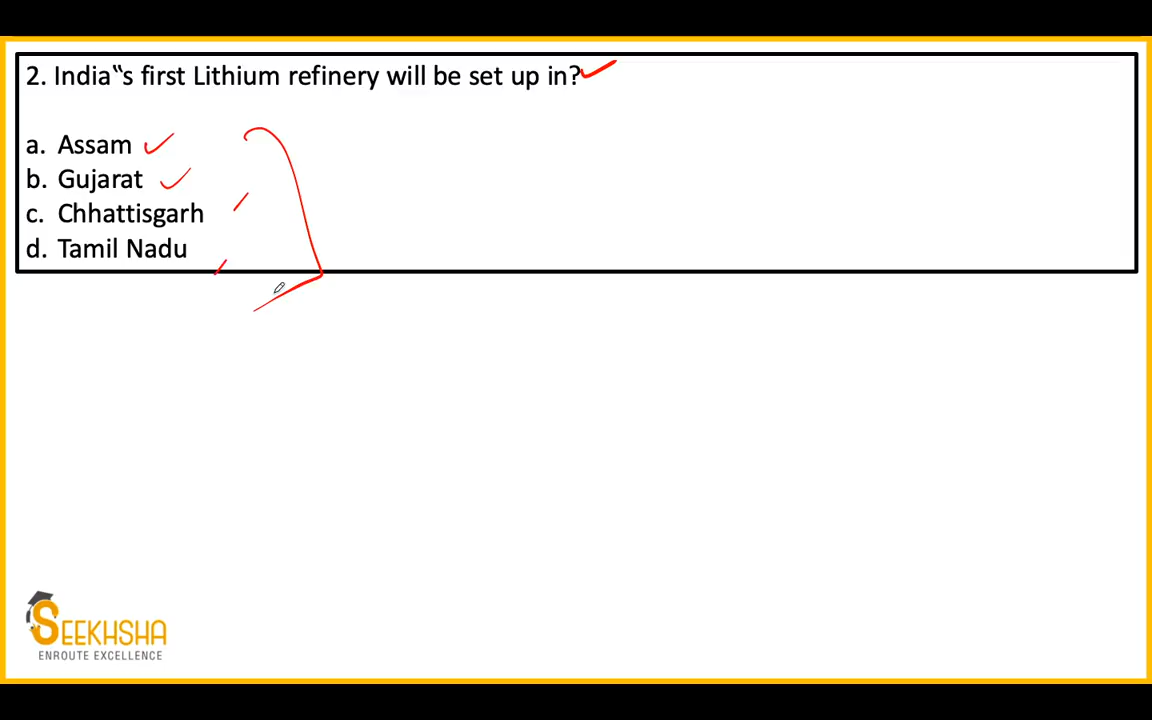 2. India‟s first Lithium refinery will be set up in?
a. Assam
b. Gujarat
c. Chhattisgarh
d. Tamil Nadu
SEEKHSHA
ENROUTE EXCELLENCE